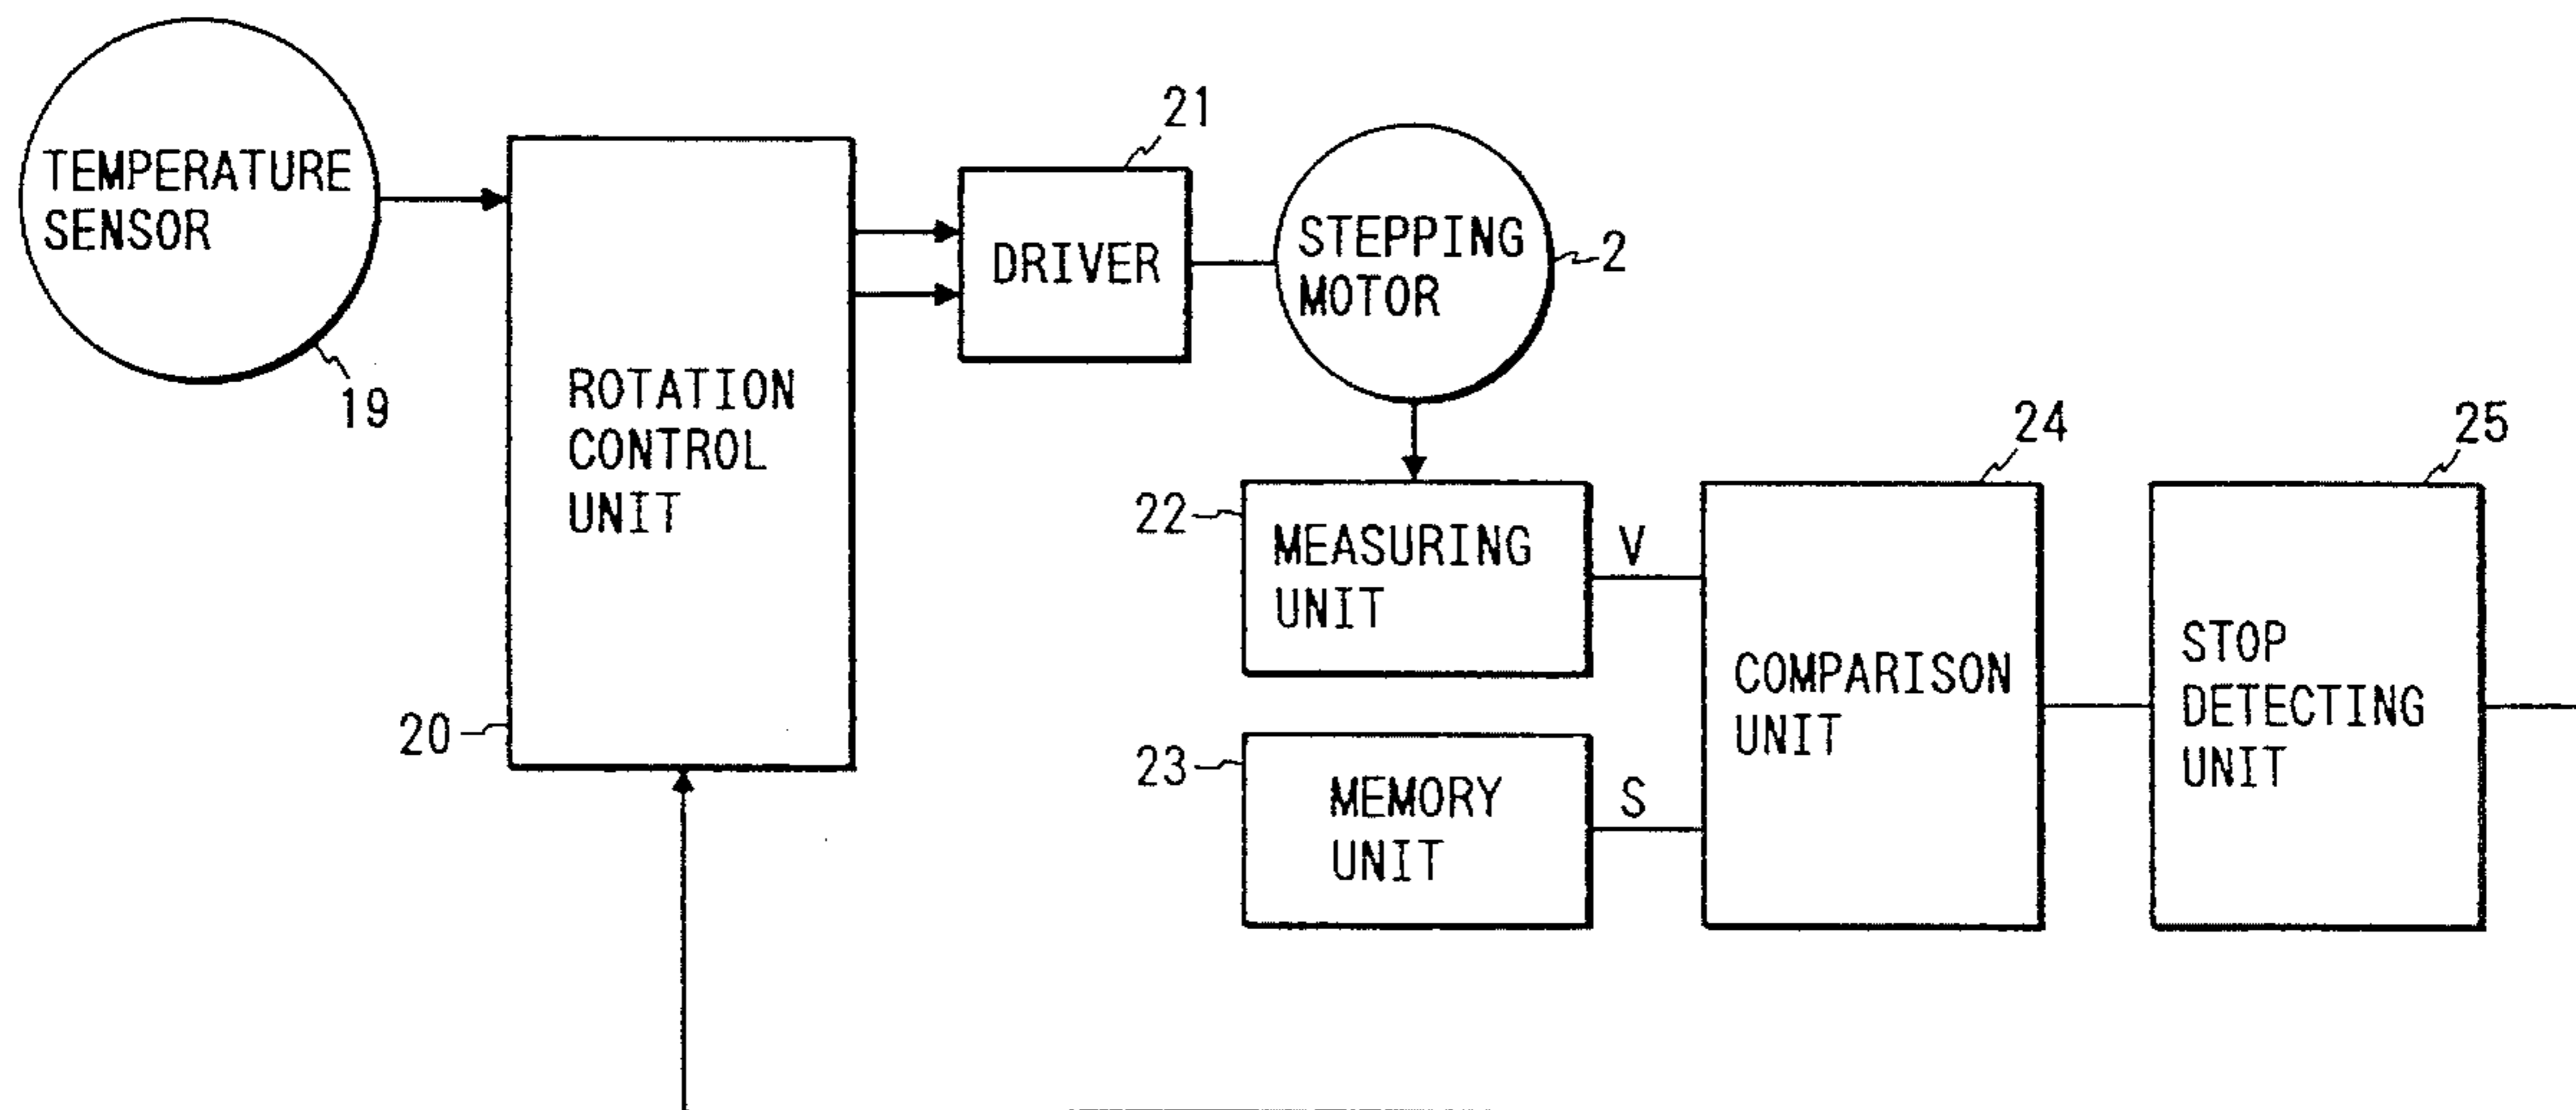 TEMPERATURE
SENSOR
19
ROTATION
CONTROL
UNIT
20
21
DRIVER
STEPPING
MOTOR
2
22
MEASURING
UNIT
V
23
MEMORY
UNIT
S
24
COMPARISON
UNIT
25
STOP
DETECTING
UNIT